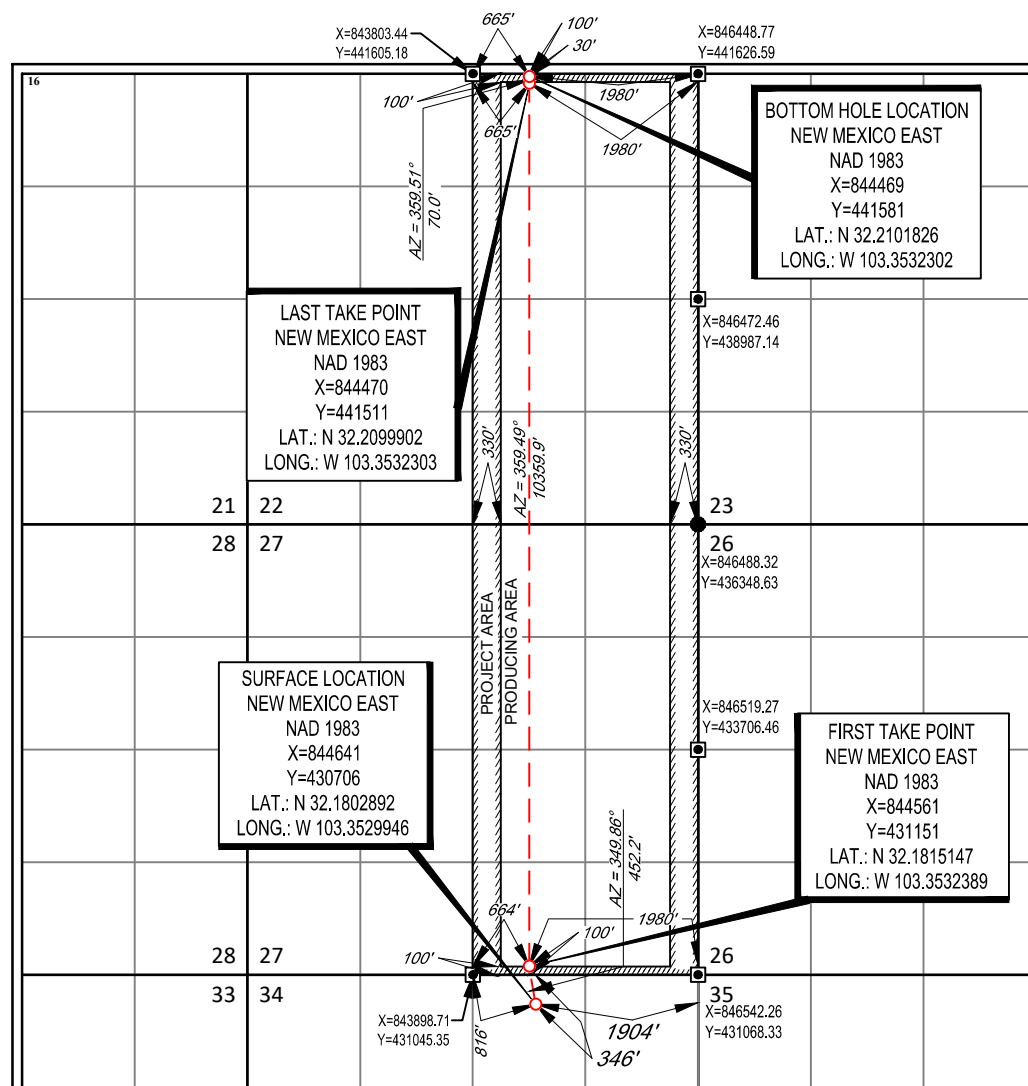 X=843803.44
Y=441605.18
665'
100'
30'
X=846448.77
Y=441626.59
16
100'
665'
1980'
1980'
AZ = 359.51°
70.0'
BOTTOM HOLE LOCATION
NEW MEXICO EAST
NAD 1983
X=844469
Y=441581
LAT.: N 32.2101826
LONG.: W 103.3532302
LAST TAKE POINT
NEW MEXICO EAST
NAD 1983
X=844470
Y=441511
LAT.: N 32.2099902
LONG.: W 103.3532303
X=846472.46
Y=438987.14
330'
AZ = 359.49°
10359.9'
330'
21 22
23
28 27
26
X=846488.32
Y=436348.63
PROJECT AREA
PRODUCING AREA
SURFACE LOCATION
NEW MEXICO EAST
NAD 1983
X=844641
Y=430706
LAT.: N 32.1802892
LONG.: W 103.3529946
X=846519.27
Y=433706.46
FIRST TAKE POINT
NEW MEXICO EAST
NAD 1983
X=844561
Y=431151
LAT.: N 32.1815147
LONG.: W 103.3532389
AZ = 349.86°
452.2'
664'
1980'
100'
100'
28 27
26
33 34
35
X=843898.71
Y=431045.35
816'
1904'
346'
X=846542.26
Y=431068.33